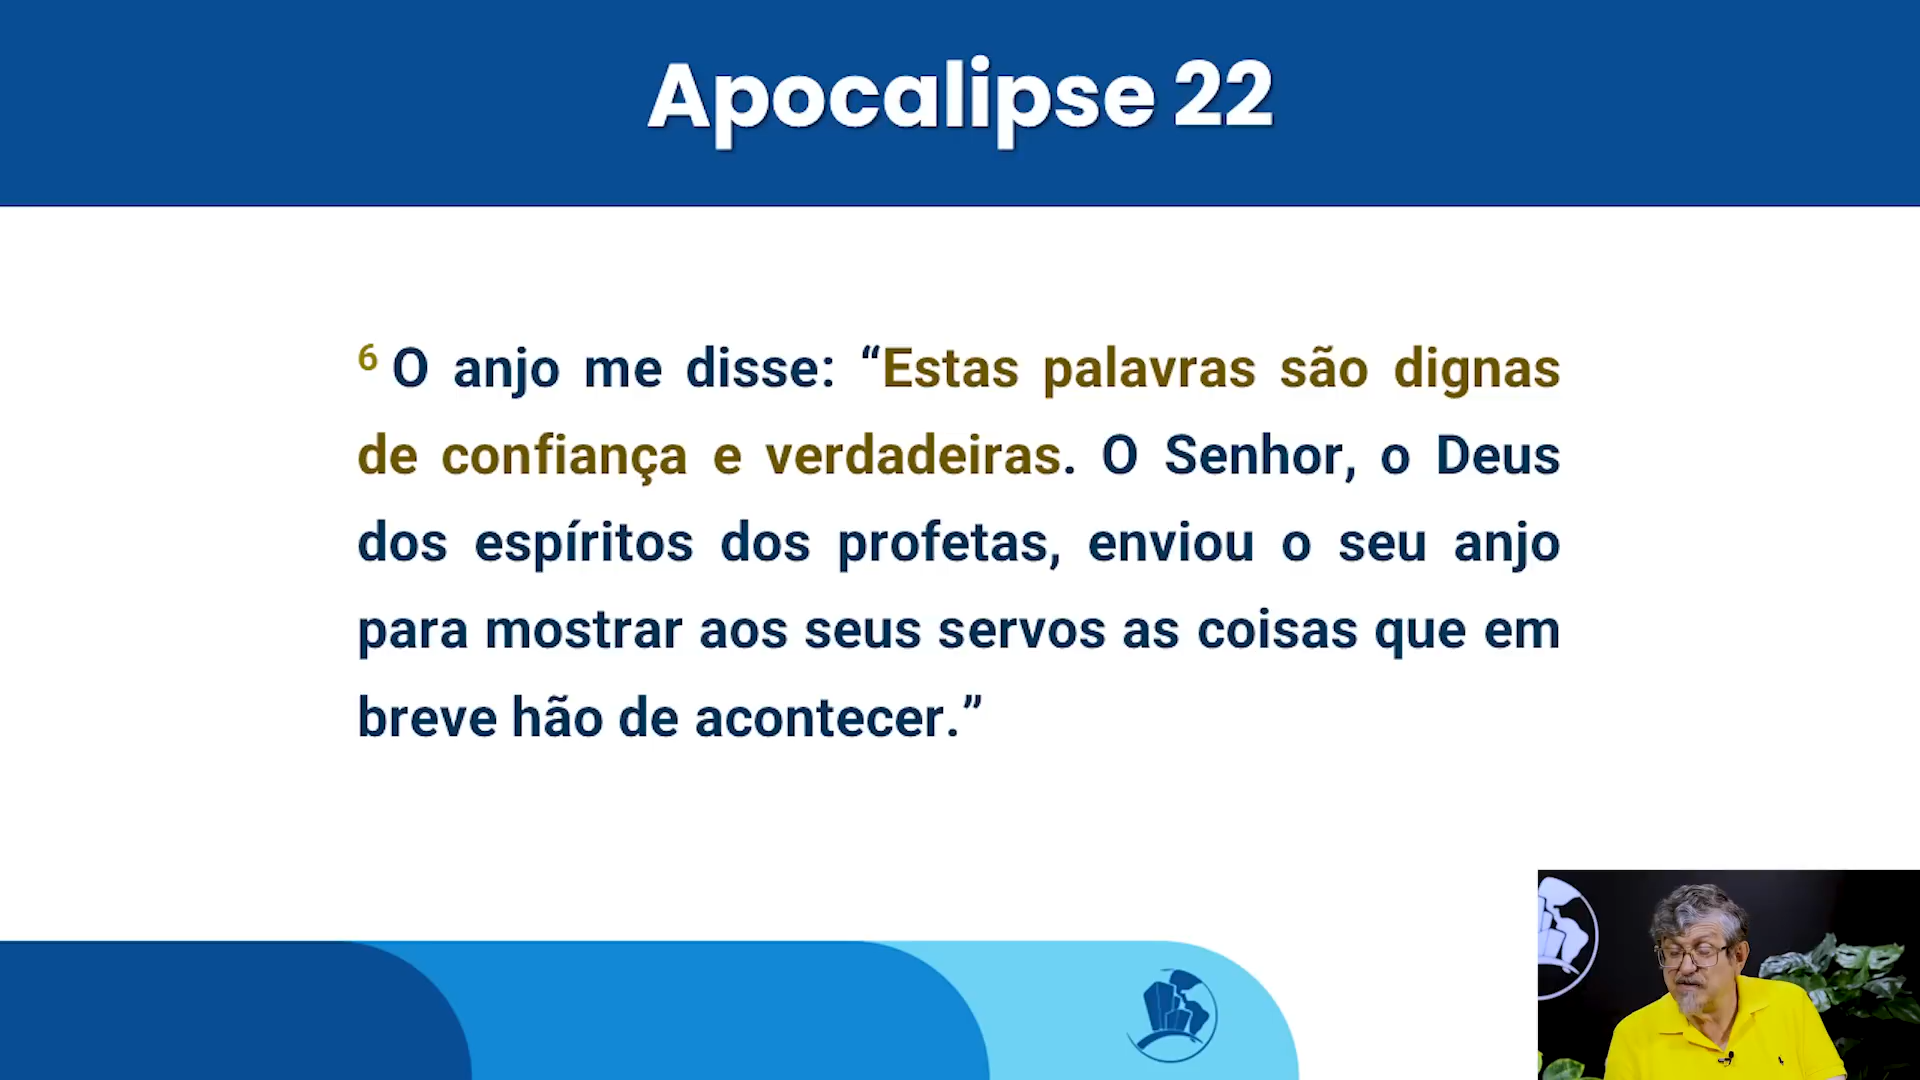 Apocalipse 22
6 O anjo me disse: “Estas palavras são dignas
de confiança e verdadeiras. O Senhor, o Deus
dos espíritos dos profetas, enviou o seu anjo
para mostrar aos seus servos as coisas que em
breve hão de acontecer.”